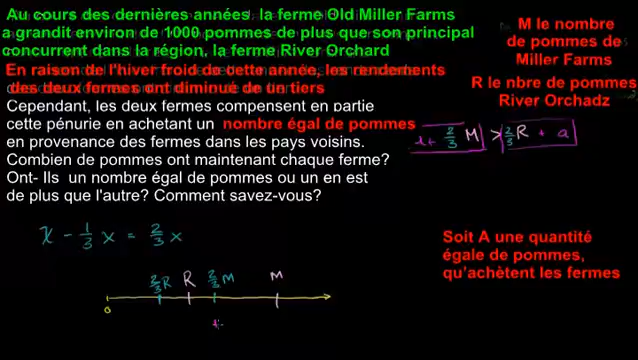 Au cours des dernières années, la ferme Old Miller Farms
a grandit environ de 1000 pommes de plus que son principal
concurrent dans la région, la ferme River Orchard
En raison de l'hiver froid de cette année, les rendements
des deux fermes ont diminué de un tiers
Cependant, les deux fermes compensent en partie
cette pénurie en achetant un nombre égal de pommes
en provenance des fermes dans les pays voisins.
Combien de pommes ont maintenant chaque ferme?
Ont- Ils un nombre égal de pommes ou un en est
de plus que l'autre? Comment savez-vous?
M le nombre
de pommes de
Miller Farms
R le nbre de pommes
River Orchadz
2/3 M > 2/3 R + a
Soit A une quantité
égale de pommes,
qu'achètent les fermes
x - 1/3 x = 2/3 x
2/3 R R 2/3 M M
0